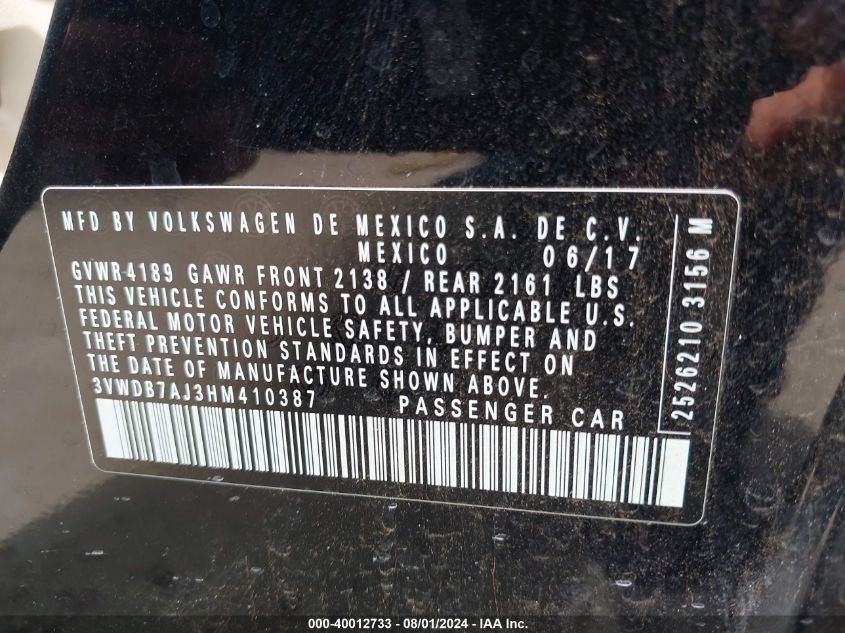 MFD BY VOLKSWAGEN DE MEXICO S.A. DE C.V.
MEXICO 06/17
GVWR4189 GAWR FRONT 2138 / REAR 2161 LBS
THIS VEHICLE CONFORMS TO ALL APPLICABLE U.S.
FEDERAL MOTOR VEHICLE SAFETY, BUMPER AND
THEFT PREVENTION STANDARDS IN EFFECT ON
THE DATE OF MANUFACTURE SHOWN ABOVE.
3VWDB7AJ3HM410387 PASSENGER CAR
2526210 3156 M
000-40012733 - 08/01/2024 - IAA Inc.